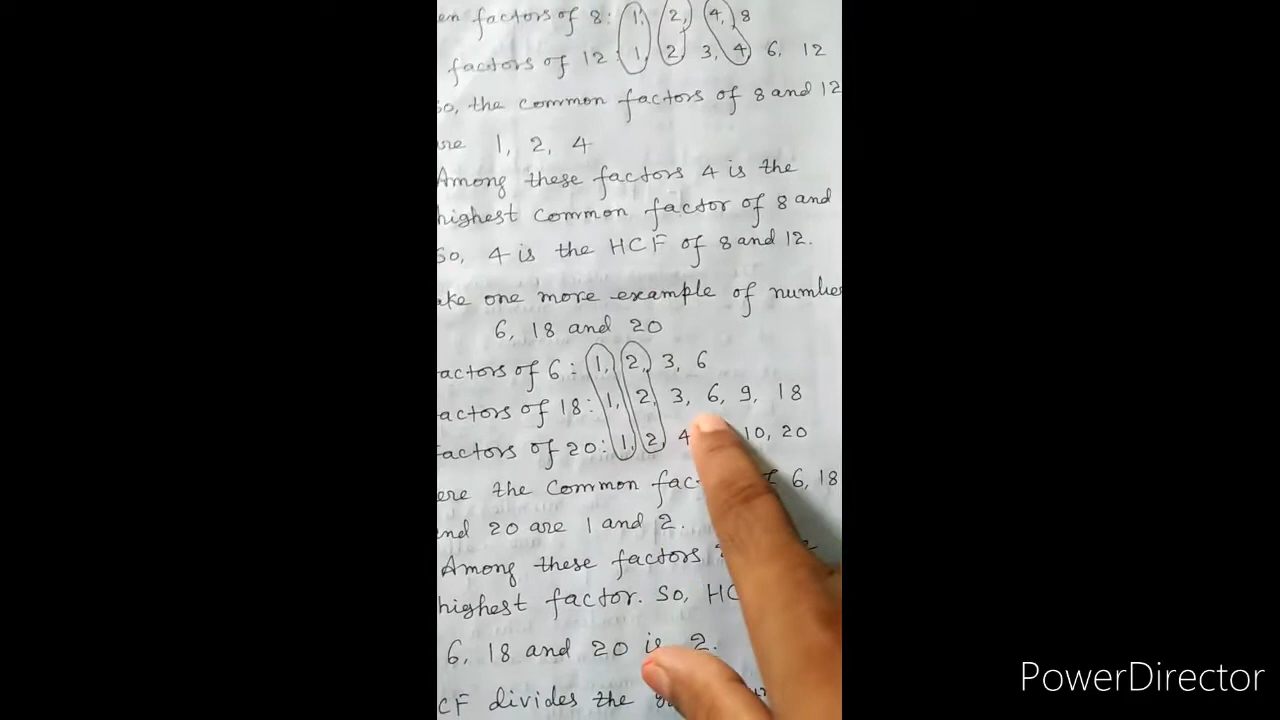 en factors of 8: 1, 2, 4, 8
factors of 12 1, 2 3, 4 6, 12
so, the common factors of 8 and 12
are 1, 2, 4
Among these factors 4 is the
highest common factor of 8 and
So, 4 is the HCF of 8 and 12.
ake one more example of number
6, 18 and 20
actors of 6: 1, 2, 3, 6
actors of 18: 1, 2, 3, 6, 9, 18
factors of 20: 1, 2, 4 10, 20
ere the common fac 6, 18
and 20 are 1 and 2.
Among these factors
highest factor. So, HC
6, 18 and 20 is 2.
CF divides the
PowerDirector